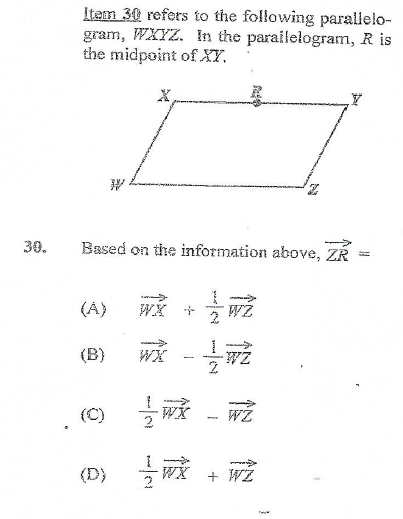 Item 30 refers to the following parallelo-
gram, WXYZ. In the parallelogram, R is
the midpoint of XY.
X R Y
W Z
30. Based on the information above, \overrightarrow{ZR} =
(A) \overrightarrow{WX} + \frac{1}{2} \overrightarrow{WZ}
(B) \overrightarrow{WX} - \frac{1}{2} \overrightarrow{WZ}
(C) \frac{1}{2} \overrightarrow{WX} - \overrightarrow{WZ}
(D) \frac{1}{2} \overrightarrow{WX} + \overrightarrow{WZ}